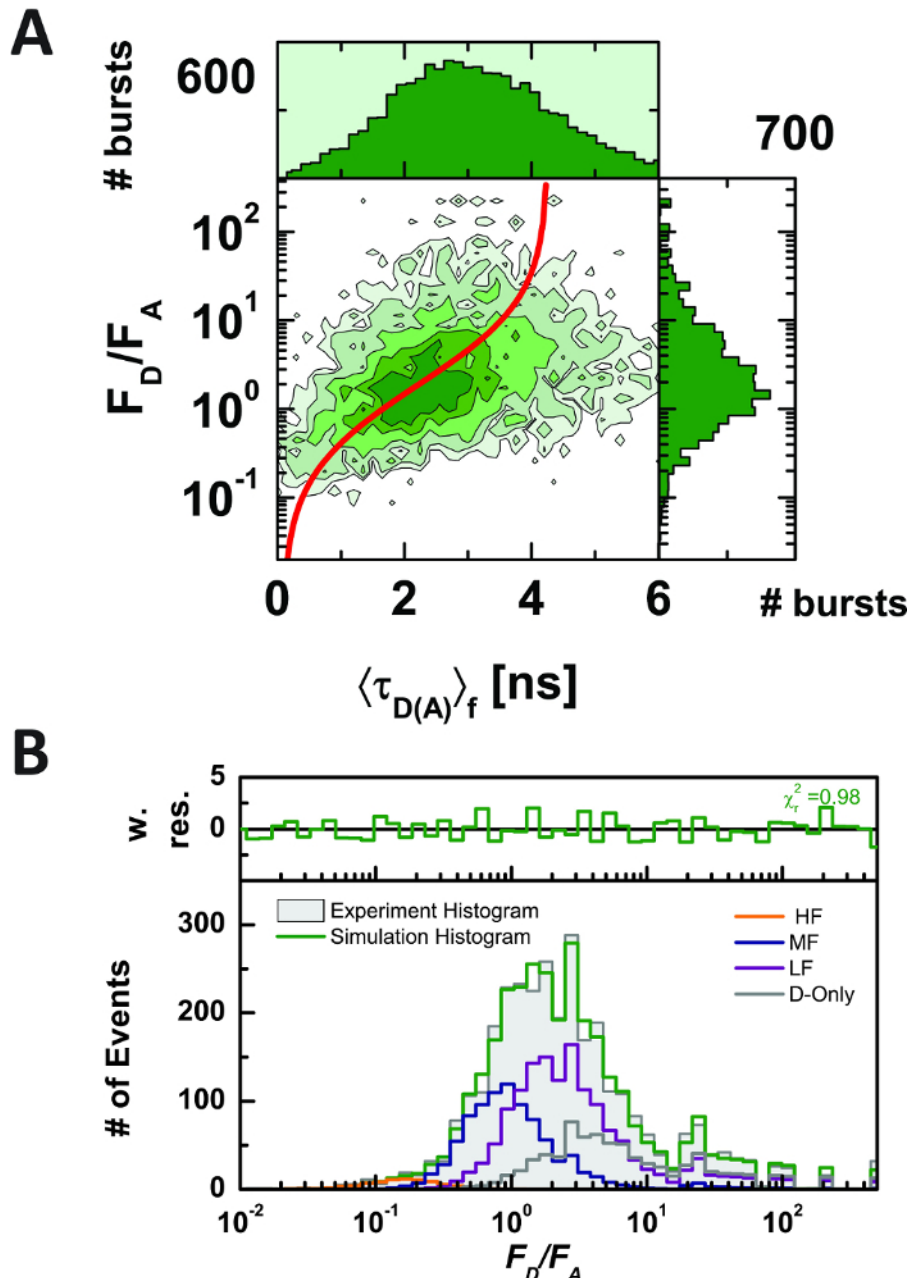 A
# bursts
600
700
10²
10¹
10⁰
10⁻¹
F_D/F_A
0 2 4 6 # bursts
⟨τ_D(A)⟩_f [ns]
B
w. res.
5
0
χ_r² =0.98
Experiment Histogram
Simulation Histogram
HF
MF
LF
D-Only
300
200
100
0
# of Events
10⁻² 10⁻¹ 10⁰ 10¹ 10²
F_D/F_A